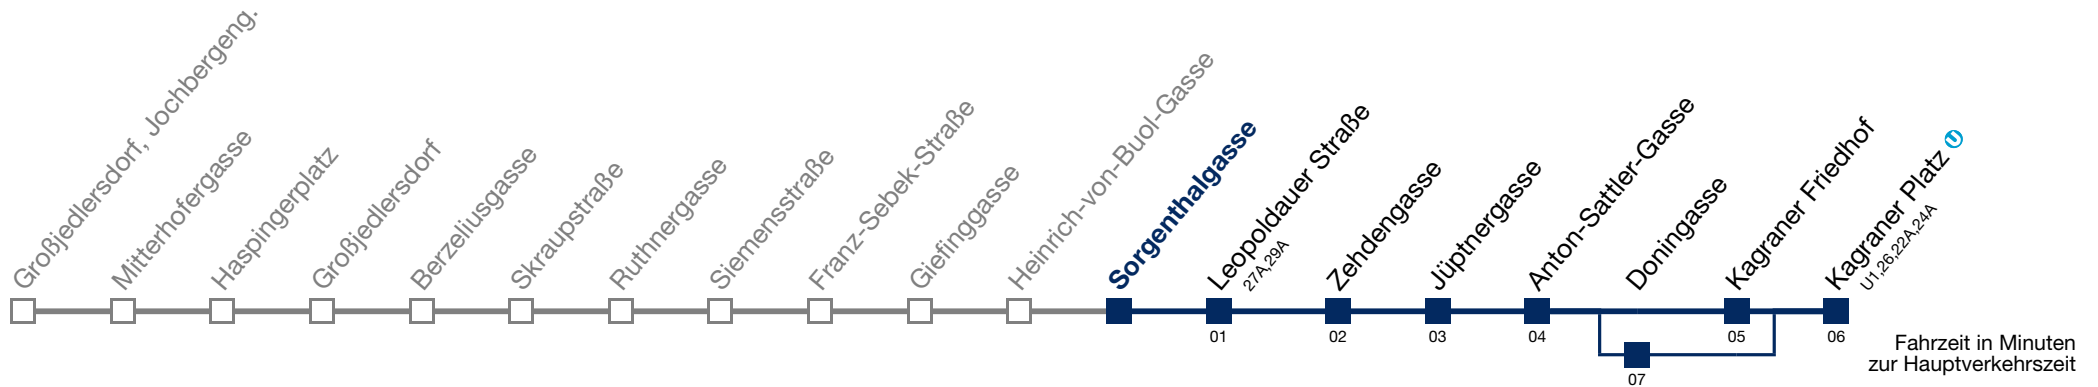 Großjedlersdorf, Jochbergeng.
Mitterhofergasse
Haspingerplatz
Großjedlersdorf
Berzeliusgasse
Skraupstraße
Ruthnergasse
Siemensstraße
Franz-Sebek-Straße
Giefinggasse
Heinrich-von-Buol-Gasse
Sorgenthalgasse
Leopoldauer Straße
27A,29A
Zehdengasse
Jüptnergasse
Anton-Sattler-Gasse
Doningasse
Kagraner Friedhof
Kagraner Platz U
U1,26,22A,24A
01
02
03
04
05
06
07
Fahrzeit in Minuten
zur Hauptverkehrszeit